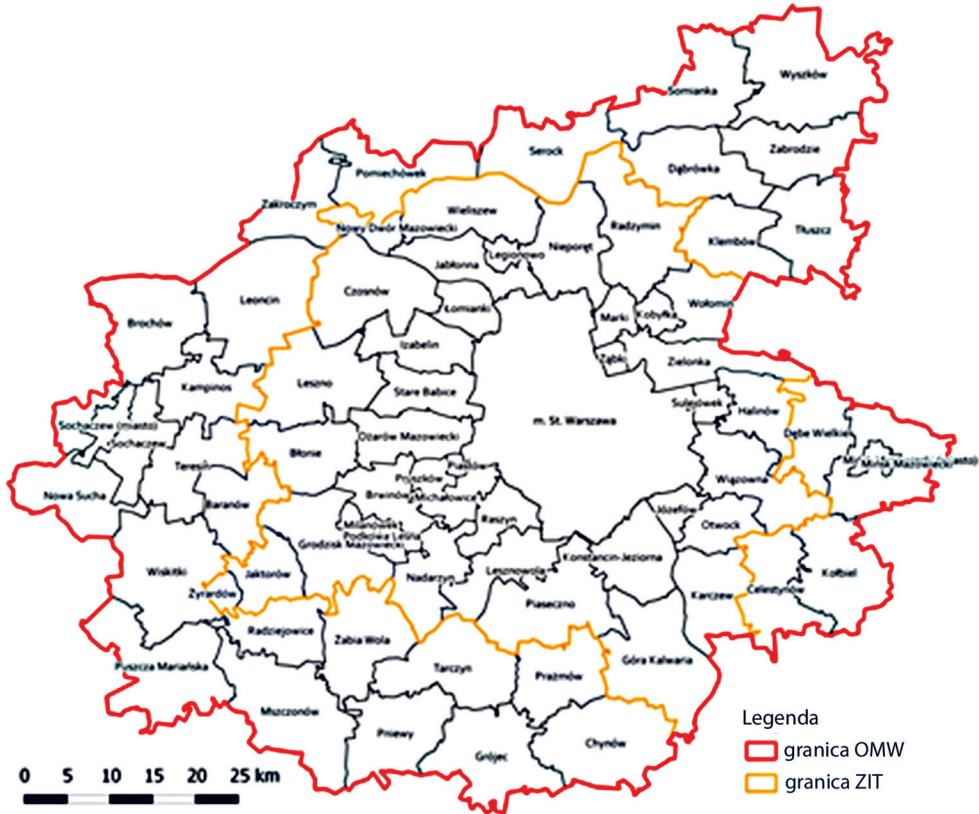 Wyszków
Somianka
Zabrodzie
Serock
Dąbrówka
Pomiechówek
Zakroczym
Wieliszew
Nowy Dwór Mazowiecki
Radzymin
Tłuszcz
Klembów
Nieporęt
Legionowo
Jabłonna
Czosnów
Leoncin
Wołomin
Łomianki
Brochów
Marki
Kobyłka
Izabelin
Ząbki
Zielonka
Leszno
Kampinos
Stare Babice
Sulejówek
Halinów
m. St. Warszawa
Sochaczew (miasto)
Sochaczew
Ożarów Mazowiecki
Dębe Wielkie
Błonie
Mińsk Mazowiecki
Teresin
Piastów
Pruszków
Wiązowna
Nowa Sucha
Brwinów
Michałowice
Baranów
Józefów
Raszyn
Otwock
Milanówek
Podkowa Leśna
Grodzisk Mazowiecki
Konstancin-Jeziorna
Wiskitki
Jaktorów
Lesznowola
Kołbiel
Nadarzyn
Żyrardów
Karczew
Celestynów
Piaseczno
Radziejowice
Żabia Wola
Góra Kalwaria
Puszcza Mariańska
Tarczyn
Prażmów
Mszczonów
Pniewy
Chynów
Grójec
Legenda
granica OMW
granica ZIT
0 5 10 15 20 25 km